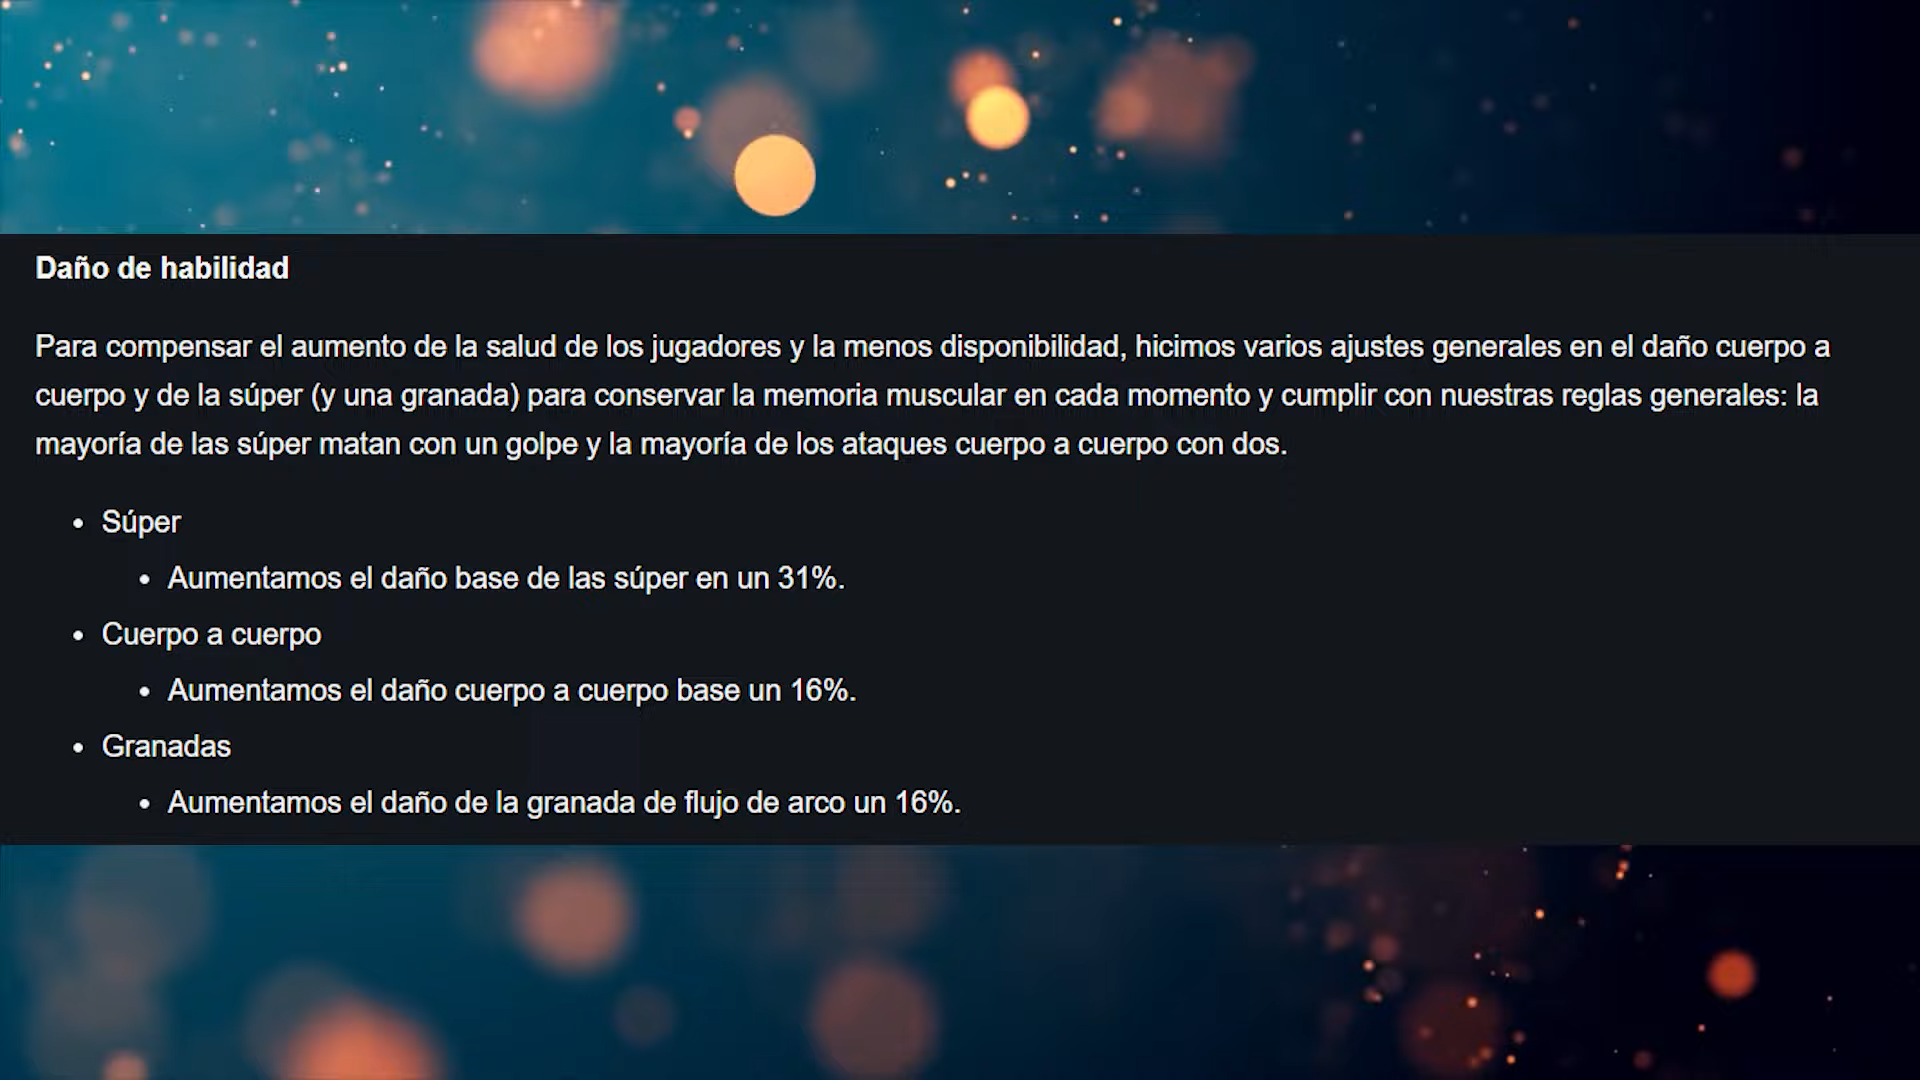 Daño de habilidad
Para compensar el aumento de la salud de los jugadores y la menos disponibilidad, hicimos varios ajustes generales en el daño cuerpo a
cuerpo y de la súper (y una granada) para conservar la memoria muscular en cada momento y cumplir con nuestras reglas generales: la
mayoría de las súper matan con un golpe y la mayoría de los ataques cuerpo a cuerpo con dos.
• Súper
• Aumentamos el daño base de las súper en un 31%.
• Cuerpo a cuerpo
• Aumentamos el daño cuerpo a cuerpo base un 16%.
• Granadas
• Aumentamos el daño de la granada de flujo de arco un 16%.